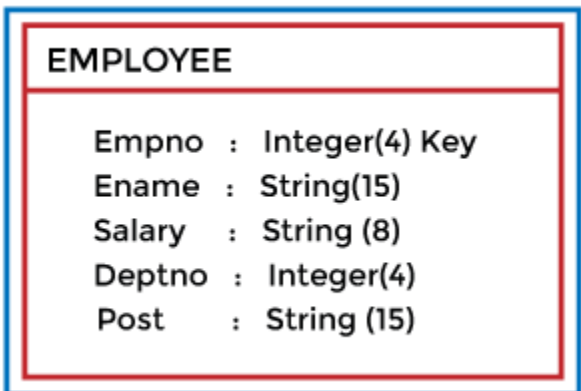 EMPLOYEE
Empno : Integer(4) Key
Ename : String(15)
Salary : String (8)
Deptno : Integer(4)
Post : String (15)